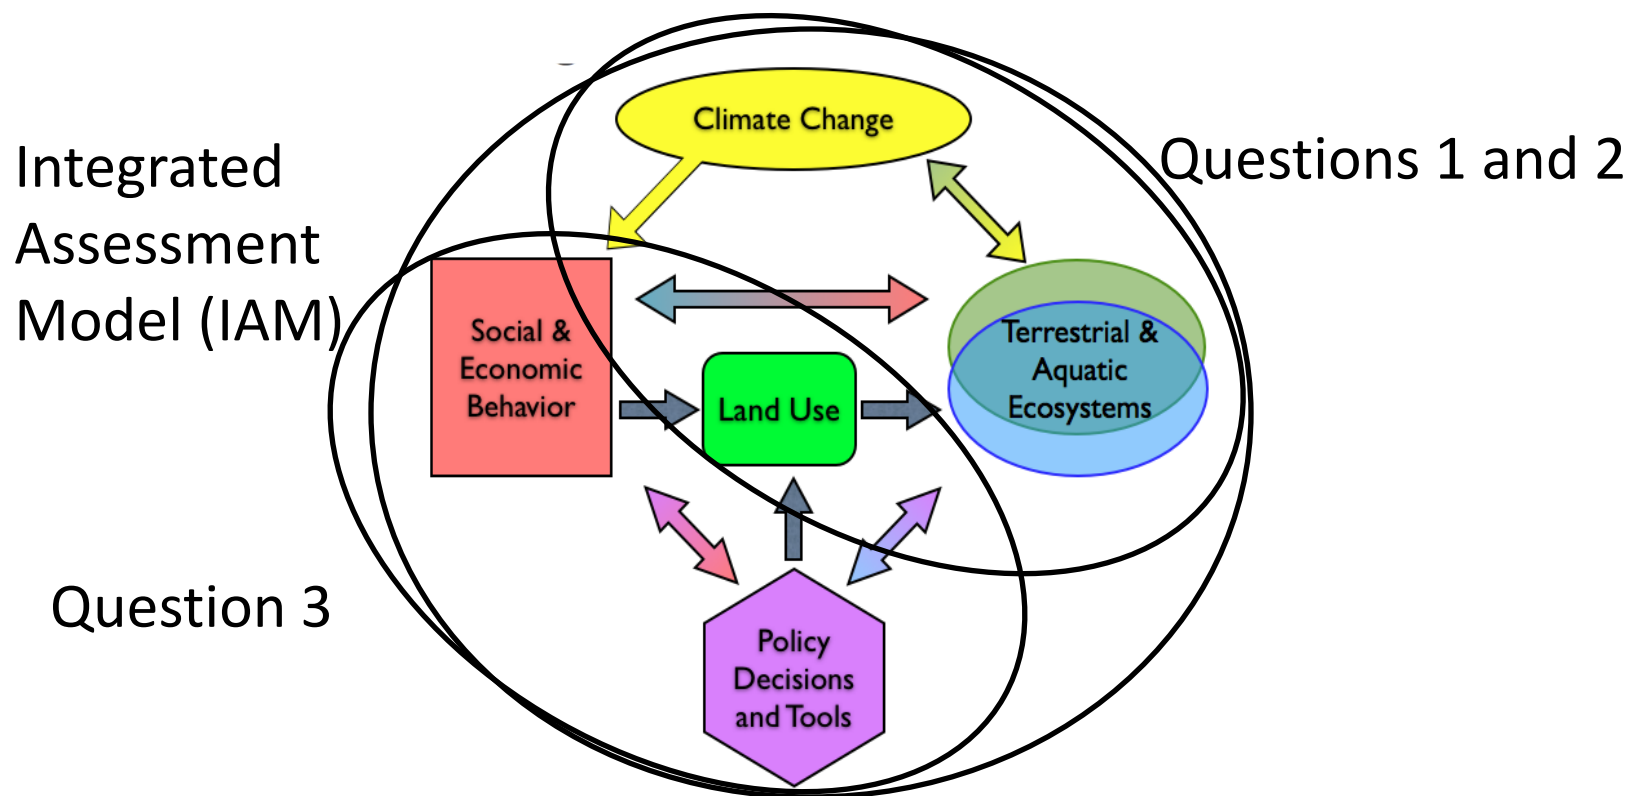 Climate Change
Integrated
Assessment
Model (IAM)
Questions 1 and 2
Social &
Economic
Behavior
Land Use
Terrestrial &
Aquatic
Ecosystems
Question 3
Policy
Decisions
and Tools